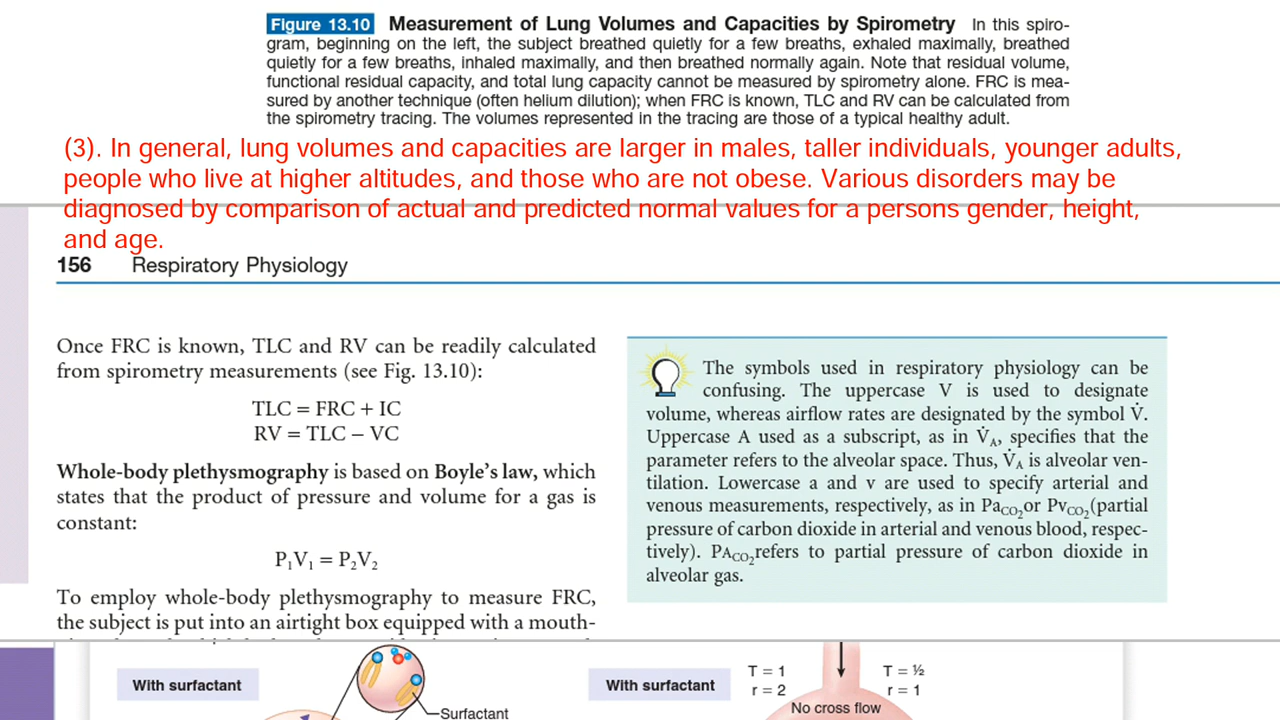 Figure 13.10 Measurement of Lung Volumes and Capacities by Spirometry In this spiro-
gram, beginning on the left, the subject breathed quietly for a few breaths, exhaled maximally, breathed
quietly for a few breaths, inhaled maximally, and then breathed normally again. Note that residual volume,
functional residual capacity, and total lung capacity cannot be measured by spirometry alone. FRC is mea-
sured by another technique (often helium dilution); when FRC is known, TLC and RV can be calculated from
the spirometry tracing. The volumes represented in the tracing are those of a typical healthy adult.
(3). In general, lung volumes and capacities are larger in males, taller individuals, younger adults,
people who live at higher altitudes, and those who are not obese. Various disorders may be
diagnosed by comparison of actual and predicted normal values for a persons gender, height,
and age.
156 Respiratory Physiology
Once FRC is known, TLC and RV can be readily calculated
from spirometry measurements (see Fig. 13.10):
TLC = FRC + IC
RV = TLC – VC
Whole-body plethysmography is based on Boyle's law, which
states that the product of pressure and volume for a gas is
constant:
P₁V₁ = P₂V₂
To employ whole-body plethysmography to measure FRC,
the subject is put into an airtight box equipped with a mouth-
The symbols used in respiratory physiology can be
confusing. The uppercase V is used to designate
volume, whereas airflow rates are designated by the symbol V̇.
Uppercase A used as a subscript, as in V̇A, specifies that the
parameter refers to the alveolar space. Thus, V̇A is alveolar ven-
tilation. Lowercase a and v are used to specify arterial and
venous measurements, respectively, as in PaCO₂ or PvCO₂ (partial
pressure of carbon dioxide in arterial and venous blood, respec-
tively). PACO₂ refers to partial pressure of carbon dioxide in
alveolar gas.
With surfactant
Surfactant
With surfactant
T = 1
r = 2
T = ½
r = 1
No cross flow